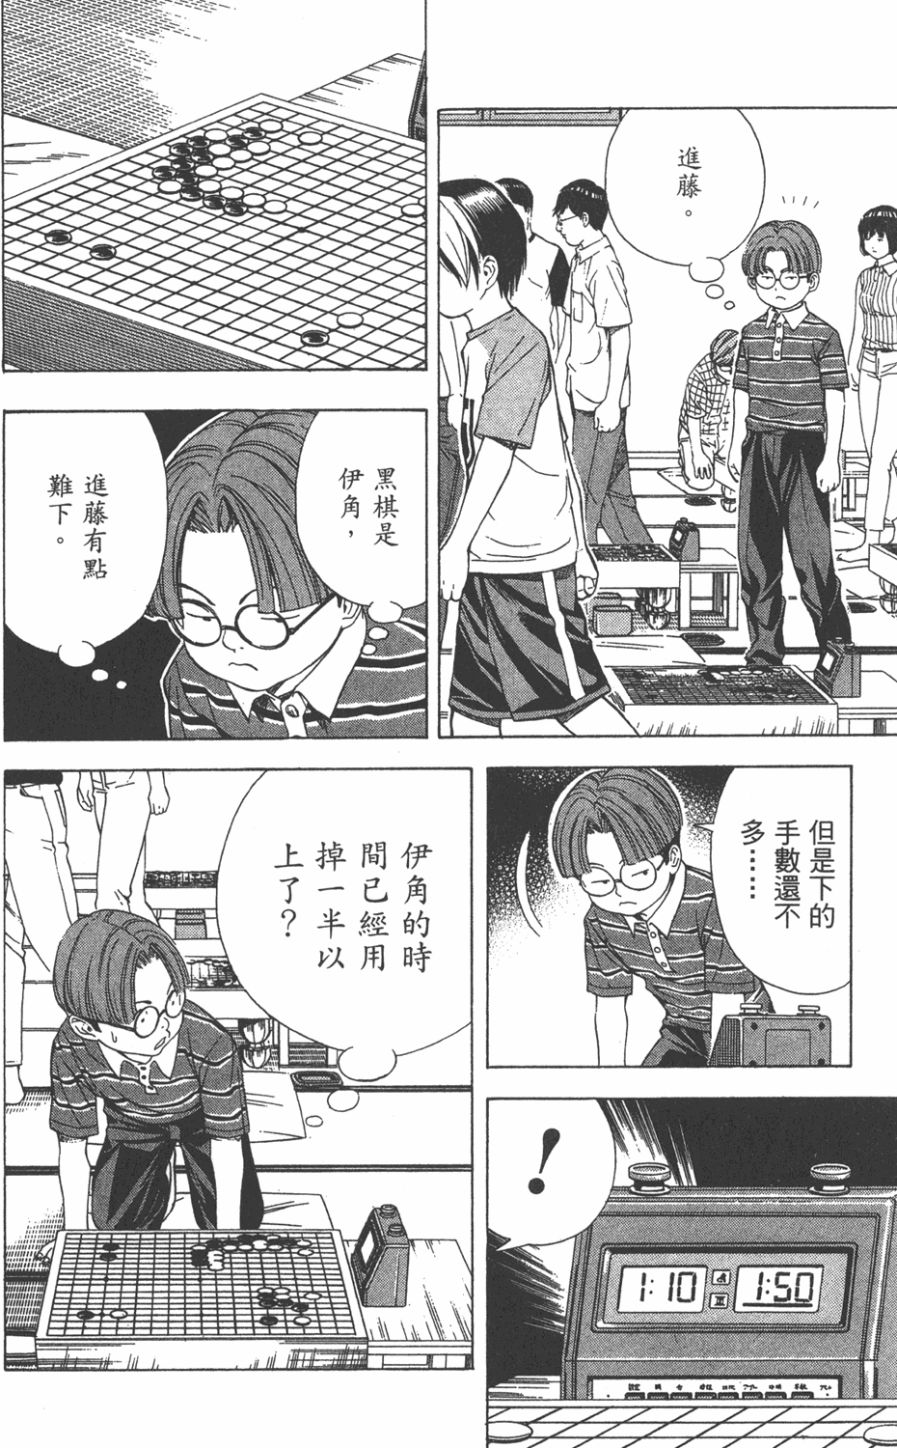 進藤。
黑棋是
伊角，
進藤有點
難下。
但是下的
手數還不
多……
！
1:10
1:50
伊角的時
間已經用
掉一半以
上了？